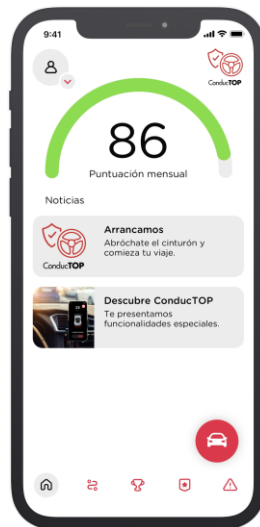 9:41
ConducTOP
86
Puntuación mensual
Noticias
Arrancamos
Abróchate el cinturón y
comieza tu viaje.
ConducTOP
Descubre ConducTOP
Te presentamos
funcionalidades especiales.